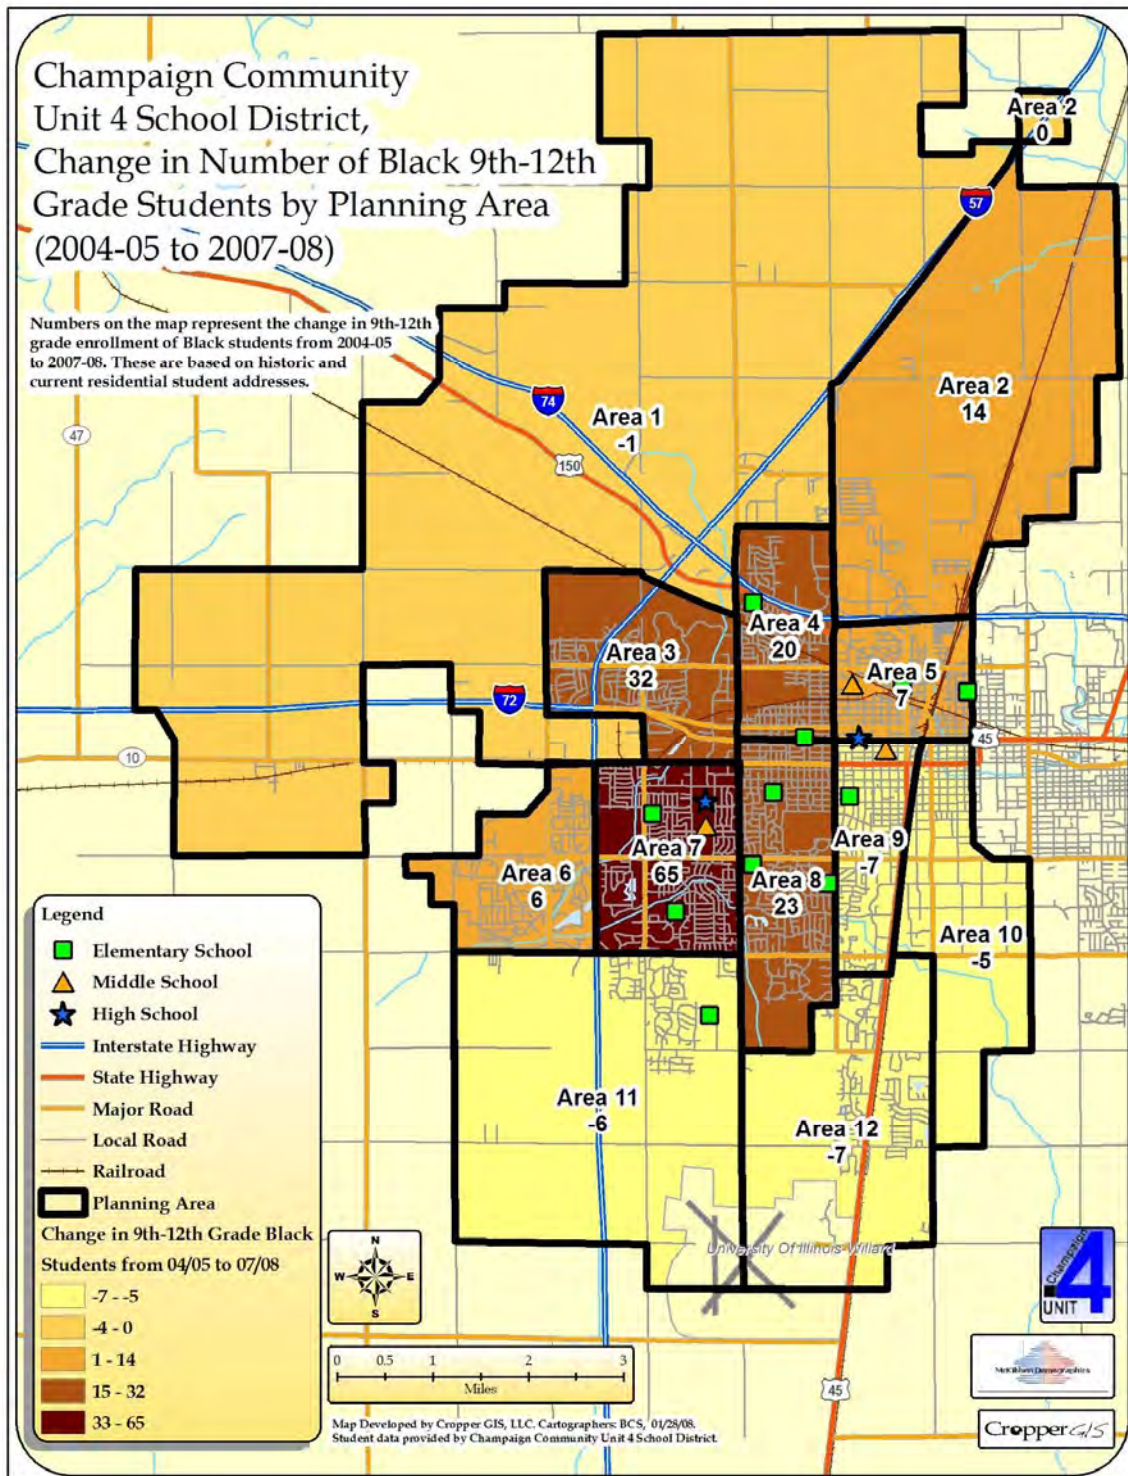 Champaign Community
Unit 4 School District,
Change in Number of Black 9th-12th
Grade Students by Planning Area
(2004-05 to 2007-08)
Numbers on the map represent the change in 9th-12th
grade enrollment of Black students from 2004-05
to 2007-08. These are based on historic and
current residential student addresses.
Area 2
0
57
Area 2
14
74
Area 1
-1
47
150
Area 4
20
Area 3
32
Area 5
7
72
45
10
Area 9
-7
Area 7
65
Area 6
6
Area 8
23
Area 10
-5
Area 11
-6
Area 12
-7
University Of Illinois-Willard
45
Legend
Elementary School
Middle School
High School
Interstate Highway
State Highway
Major Road
Local Road
Railroad
Planning Area
Change in 9th-12th Grade Black
Students from 04/05 to 07/08
-7 - -5
-4 - 0
1 - 14
15 - 32
33 - 65
N
W E
S
0 0.5 1 2 3
Miles
Map Developed by Cropper GIS, LLC. Cartographers: BCS, 01/28/08.
Student data provided by Champaign Community Unit 4 School District.
Champaign
4
UNIT
McKibben Demographics
Cropper GIS